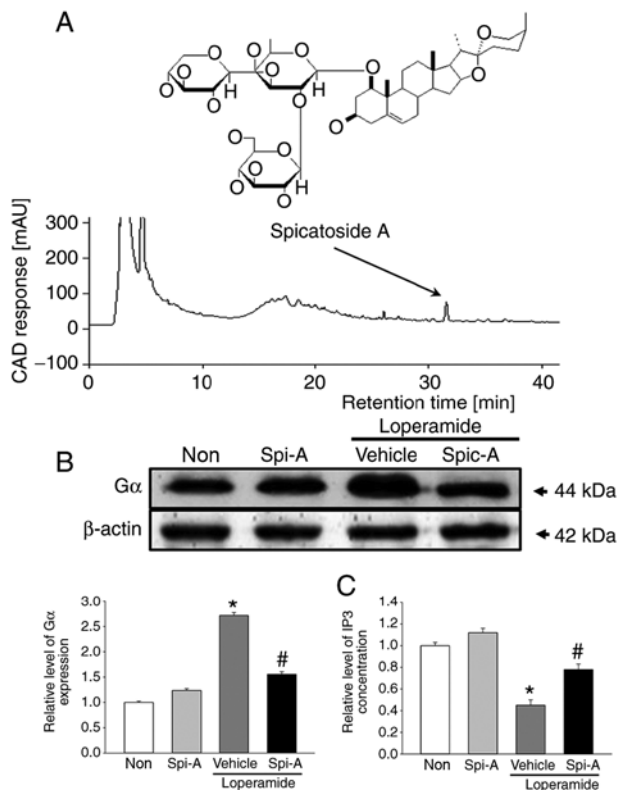 A
O O O O O H O O H O O O
O O O
O O H
O O
Spicatoside A
CAD response [mAU]
300
200
100
0
−100
0 10 20 30 40
Retention time [min]
Loperamide
B Non Spi-A Vehicle Spic-A
Gα 44 kDa
β-actin 42 kDa
Relative level of Gα
expression
3.0
2.5
2.0
1.5
1.0
0.5
0.0
*
#
Non Spi-A Vehicle Spi-A
Loperamide
C
Relative level of IP3
concentration
1.4
1.2
1.0
0.8
0.6
0.4
0.2
0.0
*
#
Non Spi-A Vehicle Spi-A
Loperamide